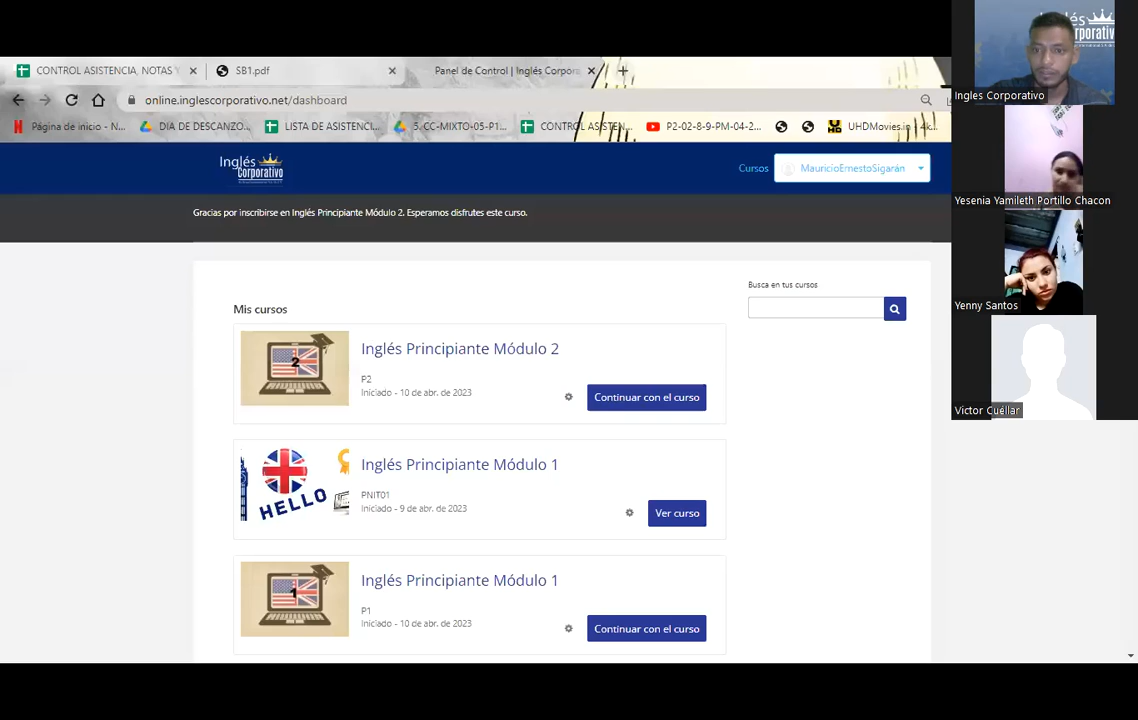 Inglés
Corporativo
Ingles Corporativo
CONTROL ASISTENCIA, NOTAS Y
SB1.pdf
Panel de Control | Inglés Corpora
online.inglescorporativo.net/dashboard
Página de inicio - N...
DIA DE DESCANZO...
LISTA DE ASISTENCI...
5. CC-MIXTO-05-P1...
CONTROL ASISTEN...
P2-02-8-9-PM-04-2...
UHDMovies.in | 4k...
Inglés
Corporativo
Cursos
MauricioErnestoSigarán
Yesenia Yamileth Portillo Chacon
Gracias por inscribirse en Inglés Principiante Módulo 2. Esperamos disfrutes este curso.
Mis cursos
Busca en tus cursos
Yenny Santos
2
Inglés Principiante Módulo 2
P2
Iniciado - 10 de abr. de 2023
Continuar con el curso
Victor Cuéllar
HELLO
Inglés Principiante Módulo 1
PNIT01
Iniciado - 9 de abr. de 2023
Ver curso
1
Inglés Principiante Módulo 1
P1
Iniciado - 10 de abr. de 2023
Continuar con el curso